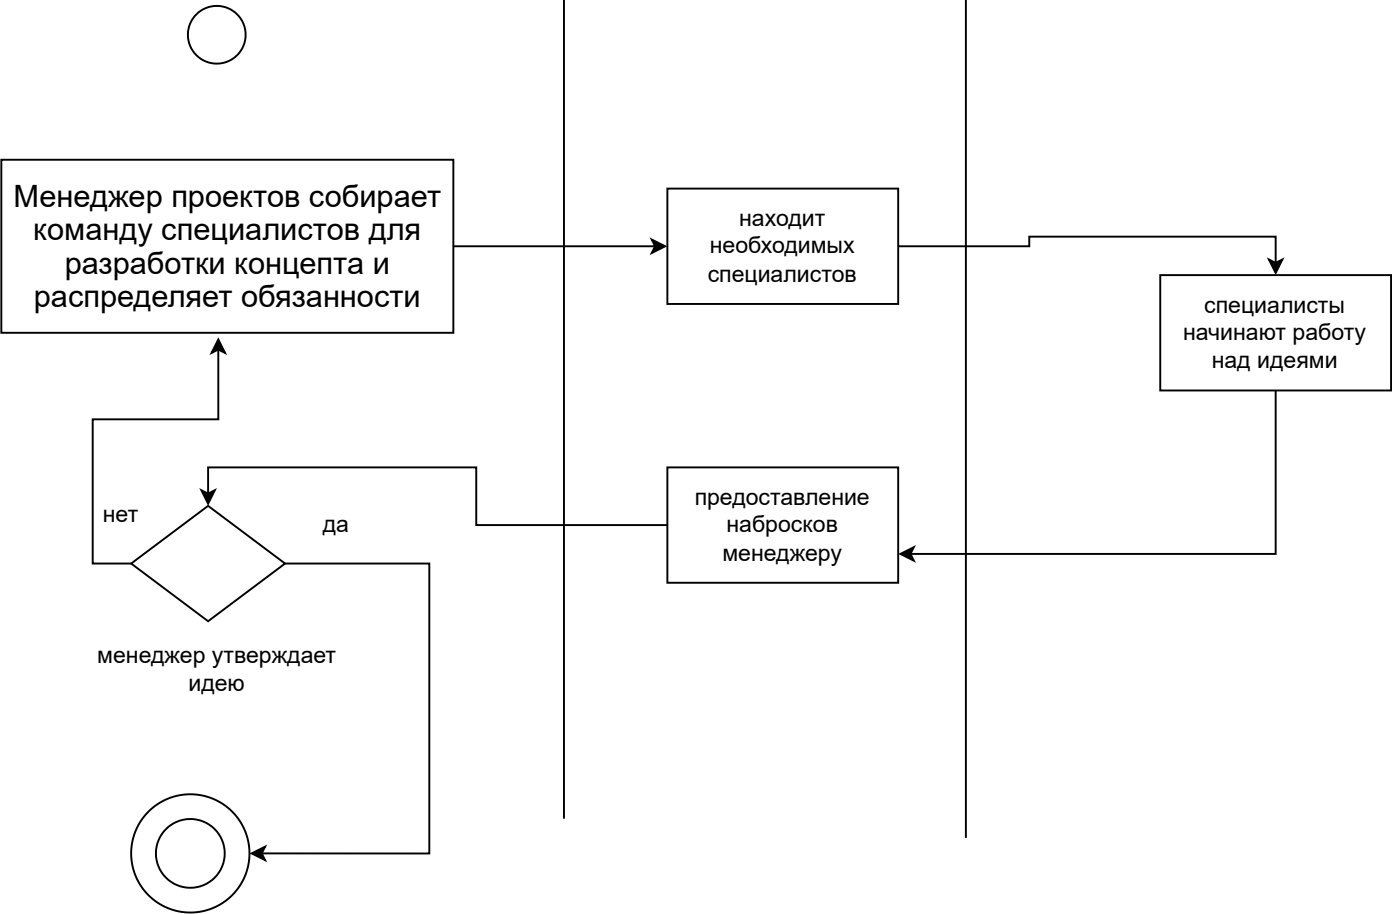 Менеджер проектов собирает
команду специалистов для
разработки концепта и
распределяет обязанности
находит
необходимых
специалистов
специалисты
начинают работу
над идеями
предоставление
набросков
менеджеру
нет
да
менеджер утверждает
идею